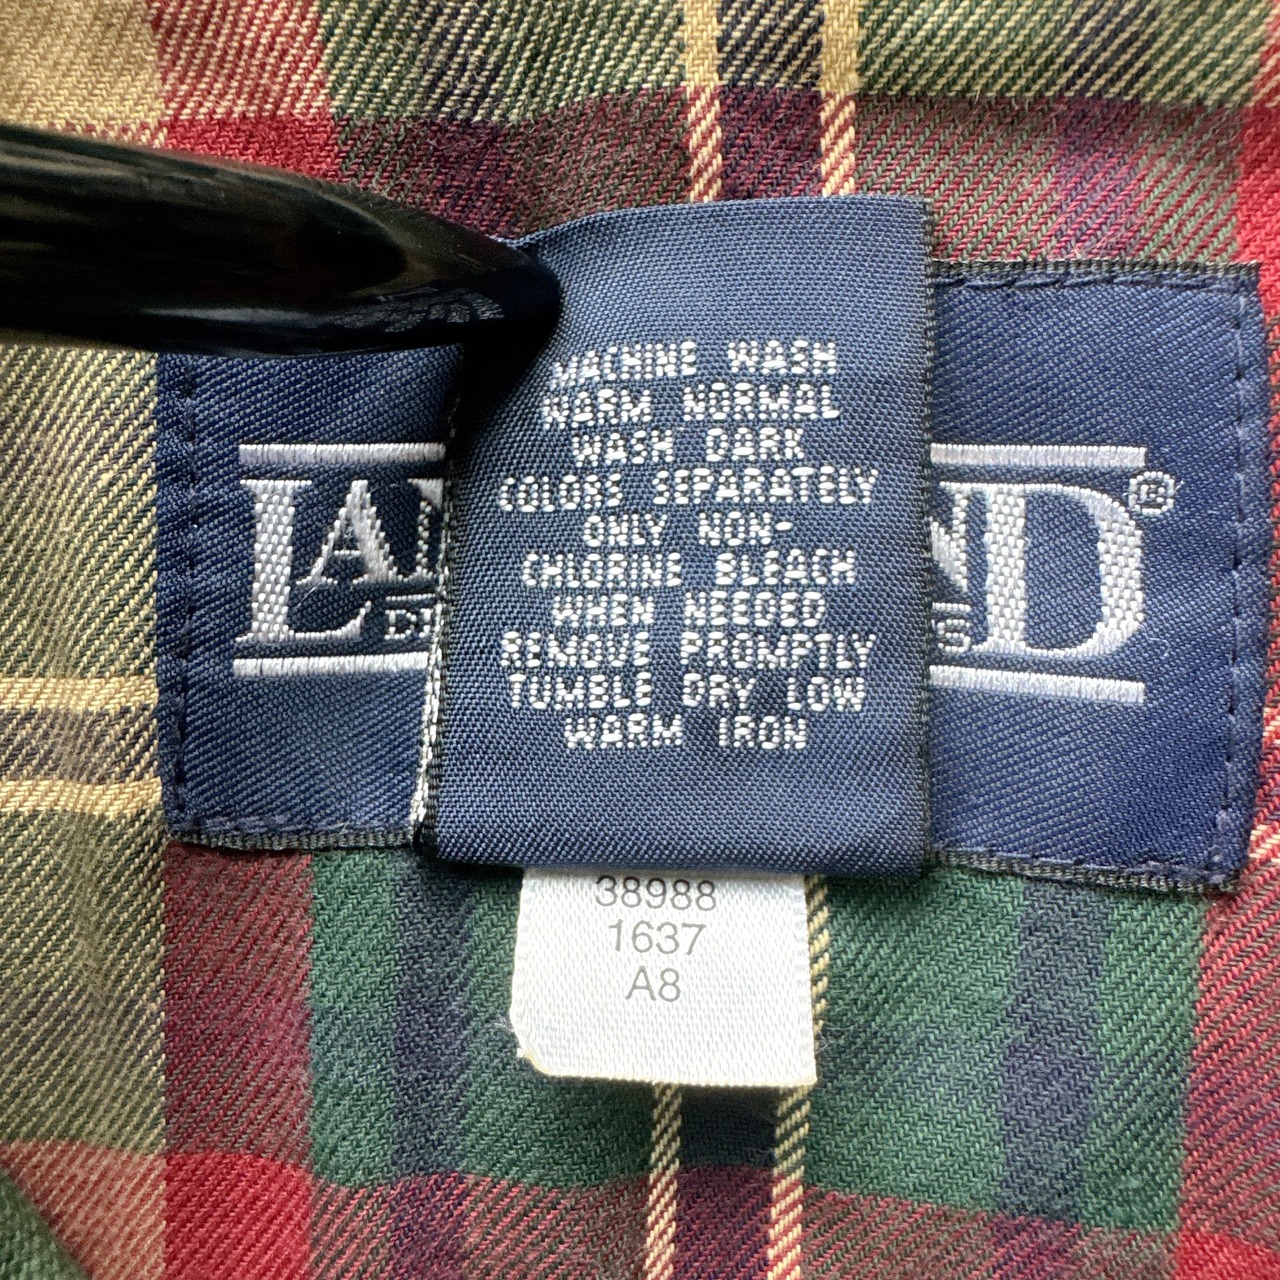 MACHINE WASH
WARM NORMAL
WASH DARK
COLORS SEPARATELY
ONLY NON-
CHLORINE BLEACH
WHEN NEEDED
REMOVE PROMPTLY
TUMBLE DRY LOW
WARM IRON
38988
1637
A8